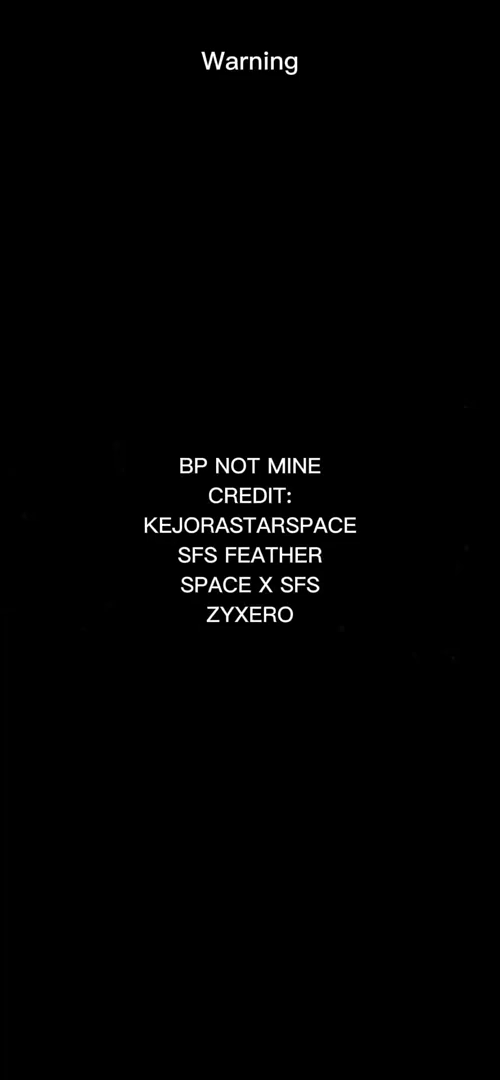 Warning
BP NOT MINE
CREDIT:
KEJORASTARSPACE
SFS FEATHER
SPACE X SFS
ZYXERO